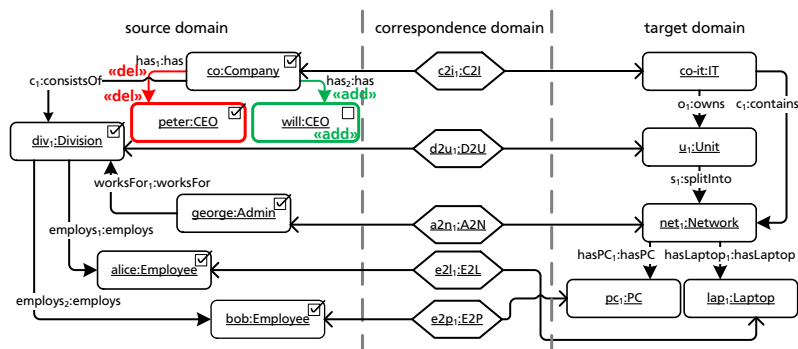 source domain
correspondence domain
target domain
has₁:has
«del»
co:Company
c2i₁:C2I
co-it:IT
c₁:consistsOf
has₂:has
«del»
«add»
o₁:owns
c₁:contains
peter:CEO
will:CEO
«add»
div₁:Division
d2u₁:D2U
u₁:Unit
s₁:splitInto
worksFor₁:worksFor
george:Admin
a2n₁:A2N
net₁:Network
employs₁:employs
hasPC₁:hasPC
hasLaptop₁:hasLaptop
alice:Employee
e2l₁:E2L
employs₂:employs
pc₁:PC
lap₁:Laptop
bob:Employee
e2p₁:E2P